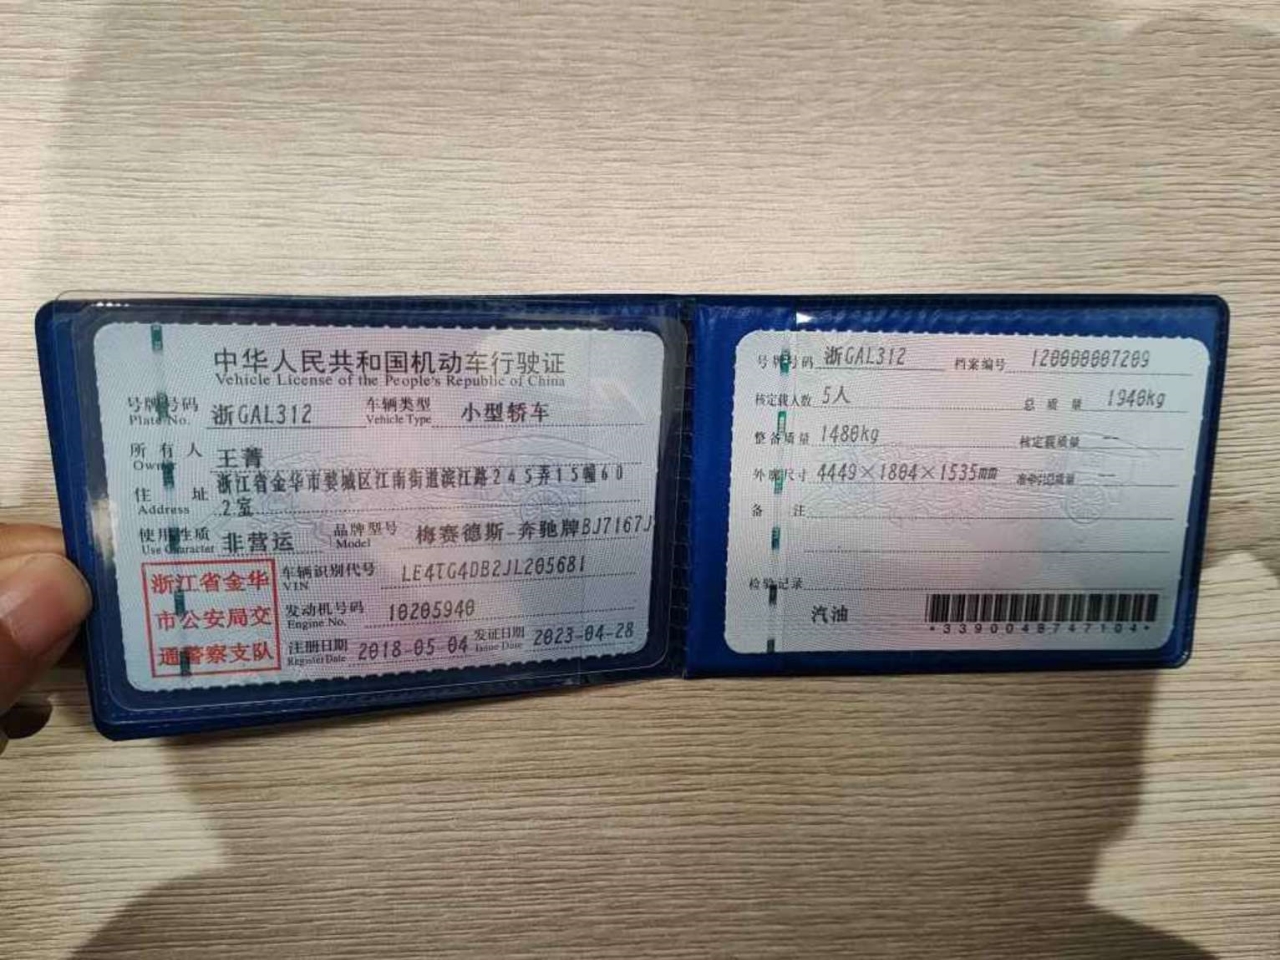 中华人民共和国机动车行驶证
Vehicle License of the People's Republic of China
号牌号码 浙GAL312 车辆类型 小型轿车
Plate No. Vehicle Type
所有人 王菁
Owner
浙江省金华市婺城区江南街道滨江路245弄15幢60
住址 2室
Address
使用性质 非营运 品牌型号 梅赛德斯-奔驰牌BJ7167J
Use Character Model
浙江省金华
市公安局交
通警察支队
车辆识别代号 LE4TG4DB2JL205681
VIN
发动机号码 10205940
Engine No.
注册日期 2018-05-04 发证日期 2023-04-28
Register Date Issue Date
号牌号码 浙GAL312 档案编号 120000007209
核定载人数 5人 总质量 1940kg
整备质量 1480kg 核定载质量 --
外廓尺寸 4449×1804×1535mm 准牵引总质量 --
备注
检验记录
汽油
*3390048747104*